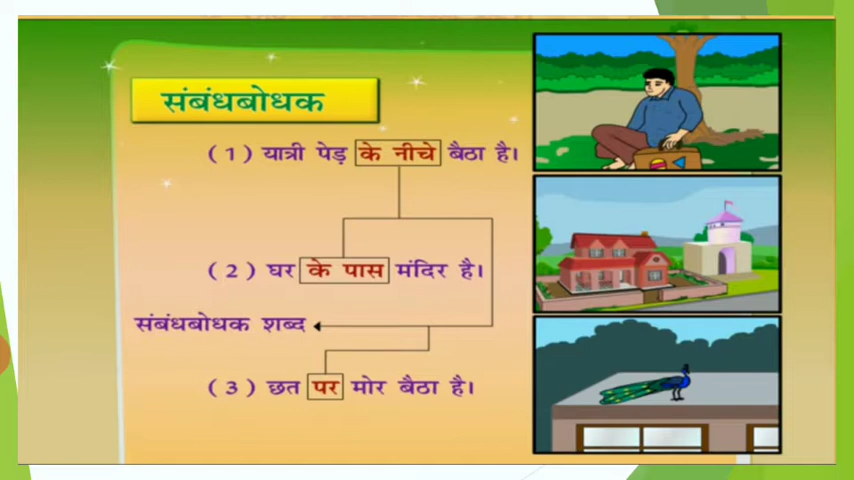 संबंधबोधक
(1) यात्री पेड़ के नीचे बैठा है।
(2) घर के पास मंदिर है।
संबंधबोधक शब्द
(3) छत पर मोर बैठा है।